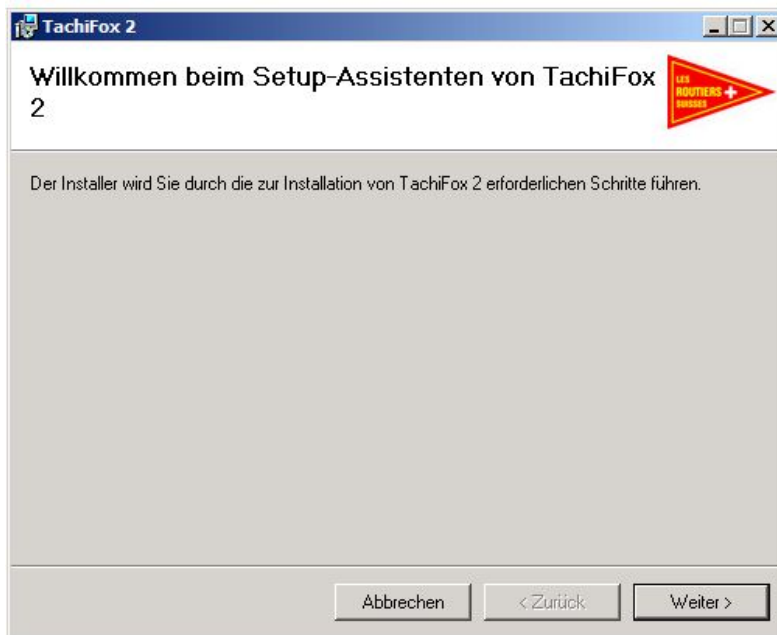 TachiFox 2
Willkommen beim Setup-Assistenten von TachiFox
2
LES
ROUTIERS
SUISSES
Der Installer wird Sie durch die zur Installation von TachiFox 2 erforderlichen Schritte führen.
Abbrechen
< Zurück
Weiter >